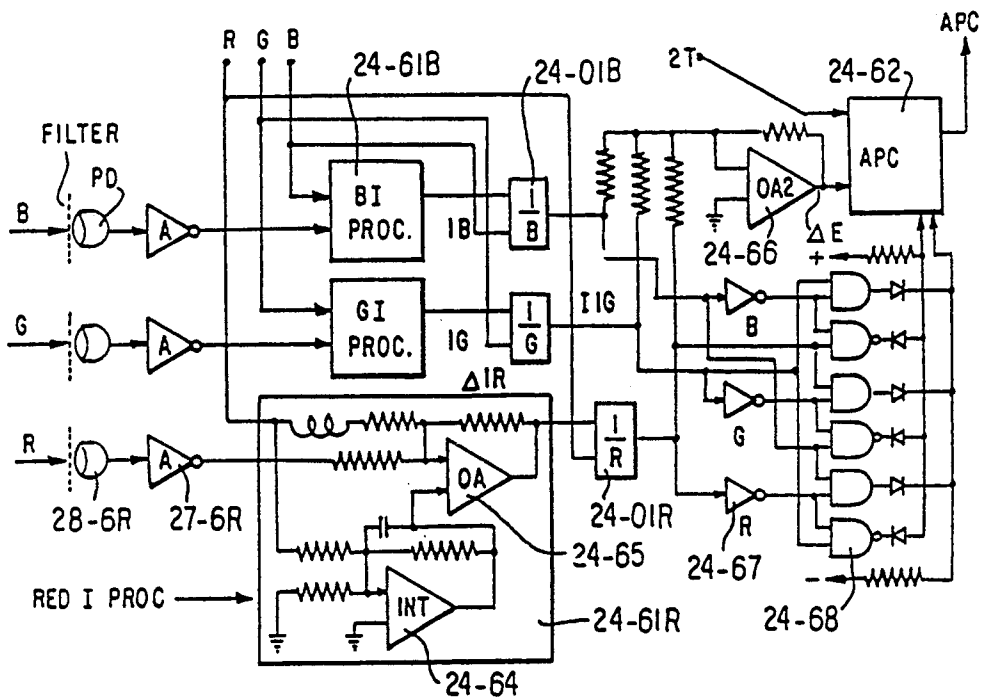 APC
R G B
24-61B
24-01B
2T
24-62
FILTER
PD
B
A
BI
PROC.
IB
I
B
OA2
APC
ΔE
24-66
+
G
A
GI
PROC.
IG
I
G
IIG
B
ΔIR
G
R
A
I
R
OA
28-6R
27-6R
24-01R
24-65
R
24-67
RED I PROC
INT
24-61R
-
24-68
24-64